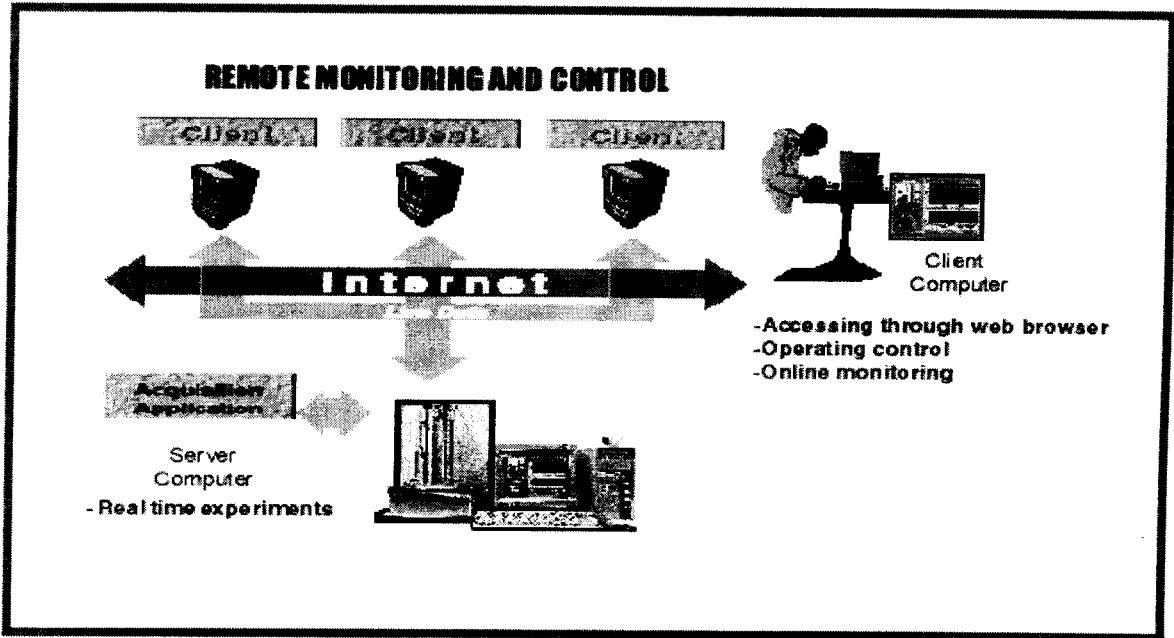 REMOTE MONITORING AND CONTROL
Client Client Client
Internet
Client
Computer
-Accessing through web browser
-Operating control
-Online monitoring
Application
Server
Computer
- Real time experiments